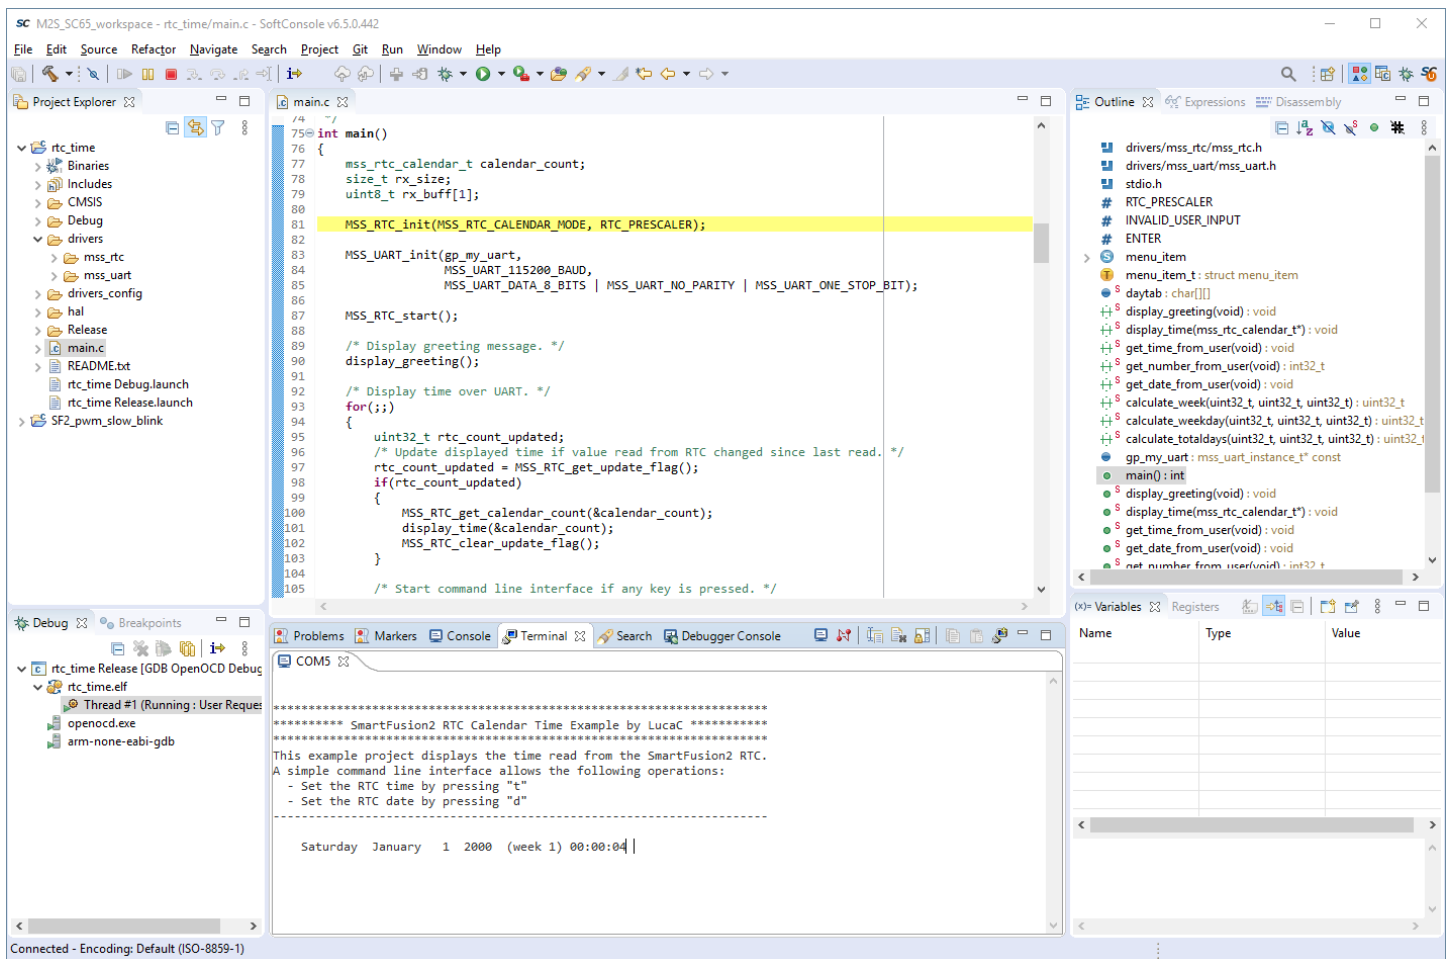 SC M2S_SC65_workspace - rtc_time/main.c - SoftConsole v6.5.0.442
File Edit Source Refactor Navigate Search Project Git Run Window Help
Project Explorer
rtc_time
Binaries
Includes
CMSIS
Debug
drivers
mss_rtc
mss_uart
drivers_config
hal
Release
main.c
README.txt
rtc_time Debug.launch
rtc_time Release.launch
SF2_pwm_slow_blink
main.c
74 */
75 int main()
76 {
77 mss_rtc_calendar_t calendar_count;
78 size_t rx_size;
79 uint8_t rx_buff[1];
80
81 MSS_RTC_init(MSS_RTC_CALENDAR_MODE, RTC_PRESCALER);
82
83 MSS_UART_init(gp_my_uart,
84 MSS_UART_115200_BAUD,
85 MSS_UART_DATA_8_BITS | MSS_UART_NO_PARITY | MSS_UART_ONE_STOP_BIT);
86
87 MSS_RTC_start();
88
89 /* Display greeting message. */
90 display_greeting();
91
92 /* Display time over UART. */
93 for(;;)
94 {
95 uint32_t rtc_count_updated;
96 /* Update displayed time if value read from RTC changed since last read. */
97 rtc_count_updated = MSS_RTC_get_update_flag();
98 if(rtc_count_updated)
99 {
100 MSS_RTC_get_calendar_count(&calendar_count);
101 display_time(&calendar_count);
102 MSS_RTC_clear_update_flag();
103 }
104
105 /* Start command line interface if any key is pressed. */
Outline Expressions Disassembly
drivers/mss_rtc/mss_rtc.h
drivers/mss_uart/mss_uart.h
stdio.h
# RTC_PRESCALER
# INVALID_USER_INPUT
# ENTER
S menu_item
T menu_item_t : struct menu_item
S daytab : char[][]
S display_greeting(void) : void
S display_time(mss_rtc_calendar_t*) : void
S get_time_from_user(void) : void
S get_number_from_user(void) : int32_t
S get_date_from_user(void) : void
S calculate_week(uint32_t, uint32_t, uint32_t) : uint32_t
S calculate_weekday(uint32_t, uint32_t, uint32_t) : uint32_t
S calculate_totaldays(uint32_t, uint32_t, uint32_t) : uint32_t
gp_my_uart : mss_uart_instance_t* const
main() : int
S display_greeting(void) : void
S display_time(mss_rtc_calendar_t*) : void
S get_time_from_user(void) : void
S get_date_from_user(void) : void
S get_number_from_user(void) : int32_t
Debug Breakpoints
rtc_time Release [GDB OpenOCD Debug
rtc_time.elf
Thread #1 (Running : User Reques
openocd.exe
arm-none-eabi-gdb
Problems Markers Console Terminal Search Debugger Console
COM5
**********************************************************************
********** SmartFusion2 RTC Calendar Time Example by LucaC ***********
**********************************************************************
This example project displays the time read from the SmartFusion2 RTC.
A simple command line interface allows the following operations:
- Set the RTC time by pressing "t"
- Set the RTC date by pressing "d"
----------------------------------------------------------------------
Saturday January 1 2000 (week 1) 00:00:04
(x)= Variables Registers
Name Type Value
Connected - Encoding: Default (ISO-8859-1)